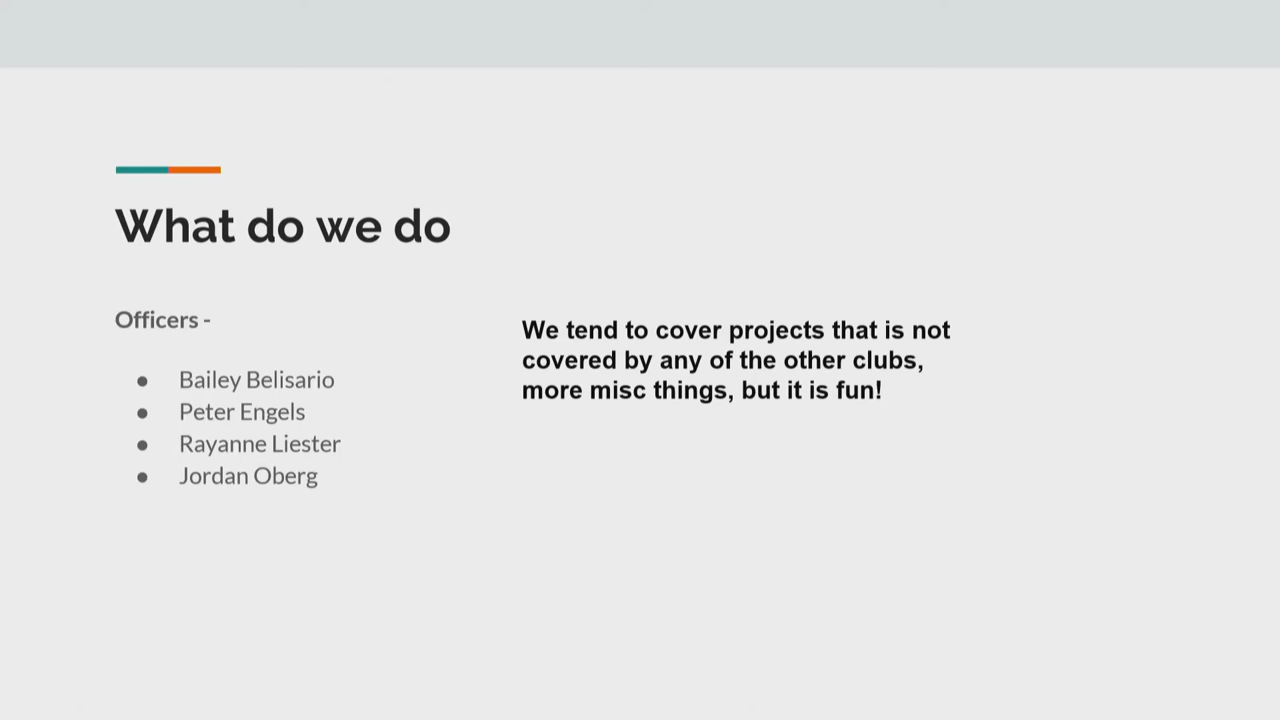 What do we do
Officers -
● Bailey Belisario
● Peter Engels
● Rayanne Liester
● Jordan Oberg
We tend to cover projects that is not
covered by any of the other clubs,
more misc things, but it is fun!